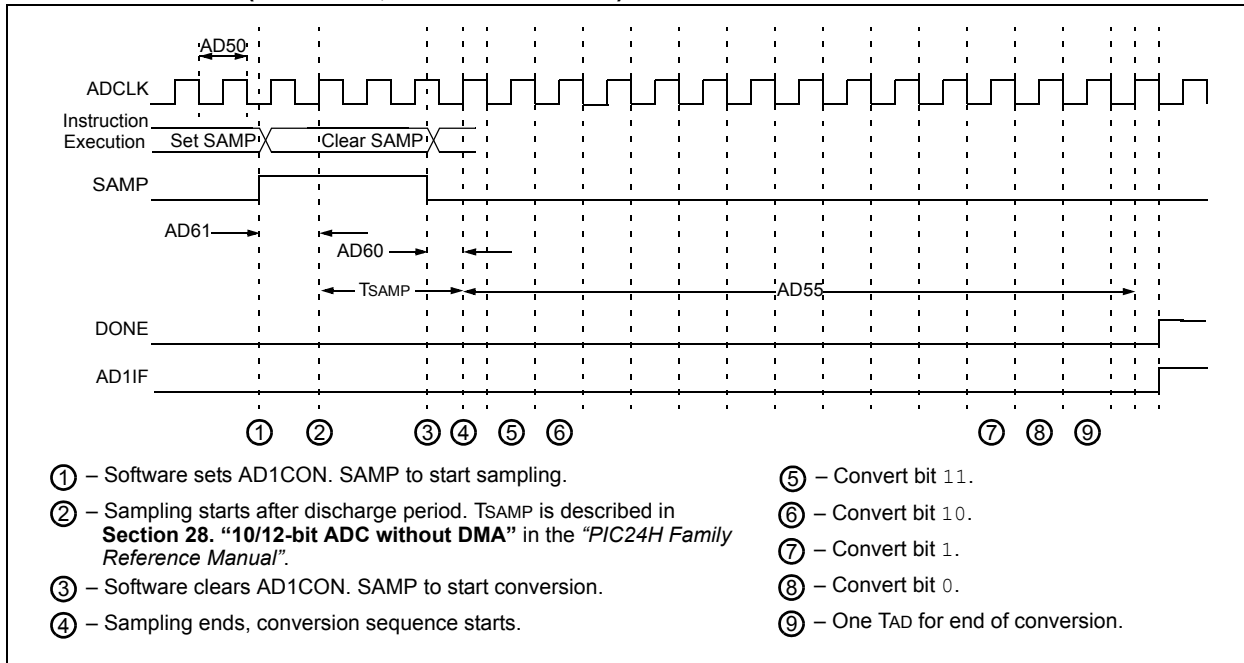 AD50
ADCLK
Instruction
Execution Set SAMP Clear SAMP
SAMP
AD61
AD60
TSAMP AD55
DONE
AD1IF
1 2 3 4 5 6 7 8 9
1 – Software sets AD1CON. SAMP to start sampling.
2 – Sampling starts after discharge period. TSAMP is described in
Section 28. “10/12-bit ADC without DMA” in the “PIC24H Family
Reference Manual”.
3 – Software clears AD1CON. SAMP to start conversion.
4 – Sampling ends, conversion sequence starts.
5 – Convert bit 11.
6 – Convert bit 10.
7 – Convert bit 1.
8 – Convert bit 0.
9 – One TAD for end of conversion.